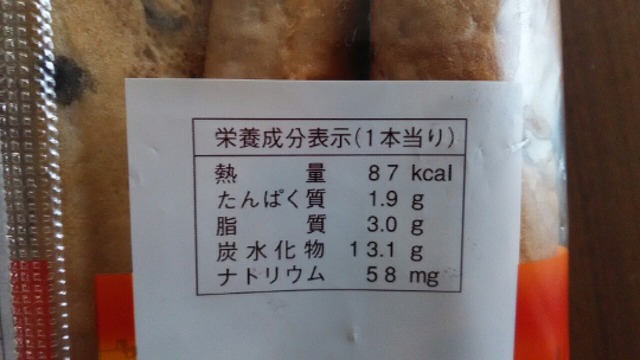 栄養成分表示(1本当り)
熱量 87 kcal
たんぱく質 1.9 g
脂質 3.0 g
炭水化物 13.1 g
ナトリウム 58 mg